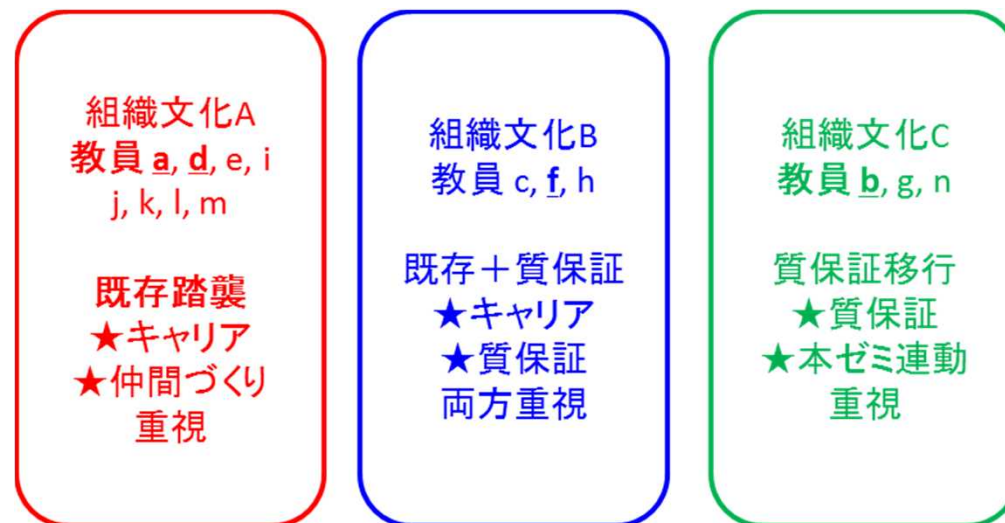 組織文化A
教員 a, d, e, i
j, k, l, m
既存踏襲
★キャリア
★仲間づくり
重視
組織文化B
教員 c, f, h
既存＋質保証
★キャリア
★質保証
両方重視
組織文化C
教員 b, g, n
質保証移行
★質保証
★本ゼミ連動
重視